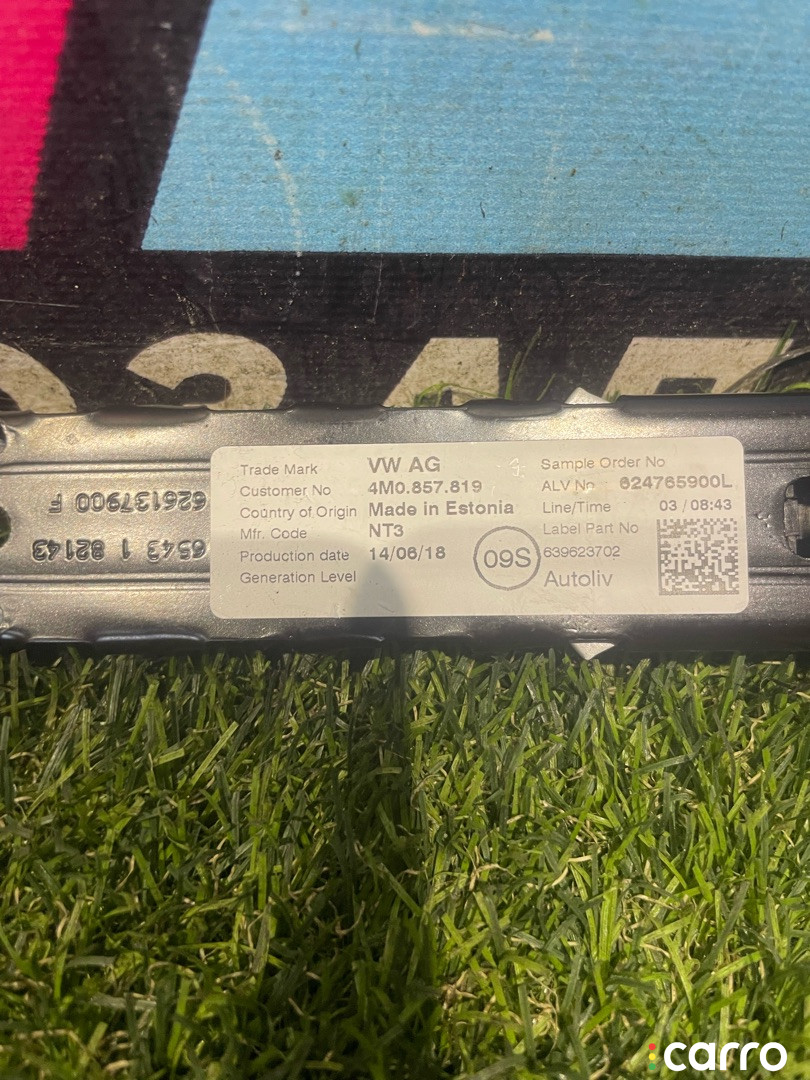 Trade Mark VW AG Sample Order No
Customer No 4M0.857.819 ALV No 624765900L
Country of Origin Made in Estonia Line/Time 03 / 08:43
Mfr. Code NT3 Label Part No
Production date 14/06/18 09S 639623702
Generation Level Autoliv
626137900 F
6543 1 82143
carro